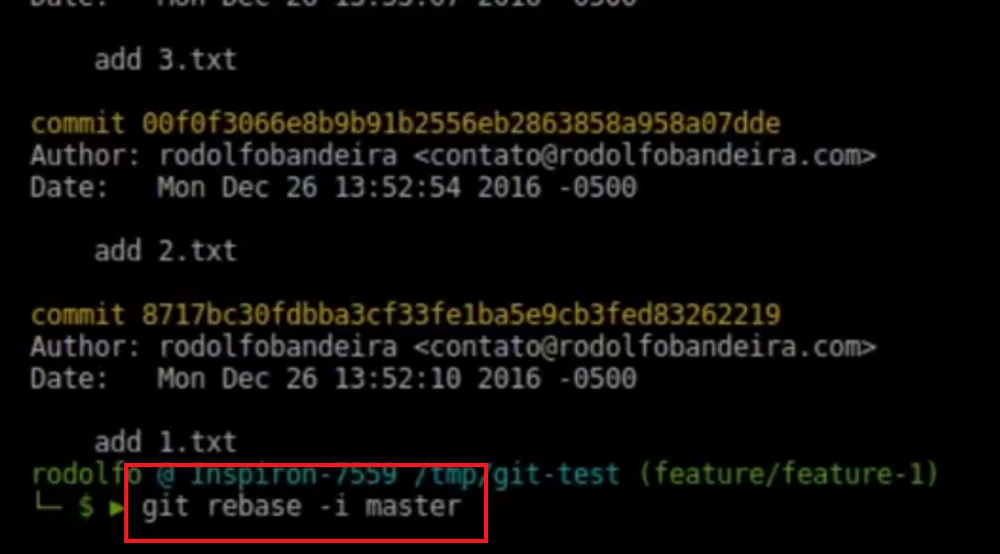 Date: Mon Dec 26 13:53:07 2016 -0500
add 3.txt
commit 00f0f3066e8b9b91b2556eb2863858a958a07dde
Author: rodolfobandeira <contato@rodolfobandeira.com>
Date: Mon Dec 26 13:52:54 2016 -0500
add 2.txt
commit 8717bc30fdbba3cf33fe1ba5e9cb3fed83262219
Author: rodolfobandeira <contato@rodolfobandeira.com>
Date: Mon Dec 26 13:52:10 2016 -0500
add 1.txt
rodolfo @ Inspiron-7559 /tmp/git-test (feature/feature-1)
└─ $ ▶ git rebase -i master